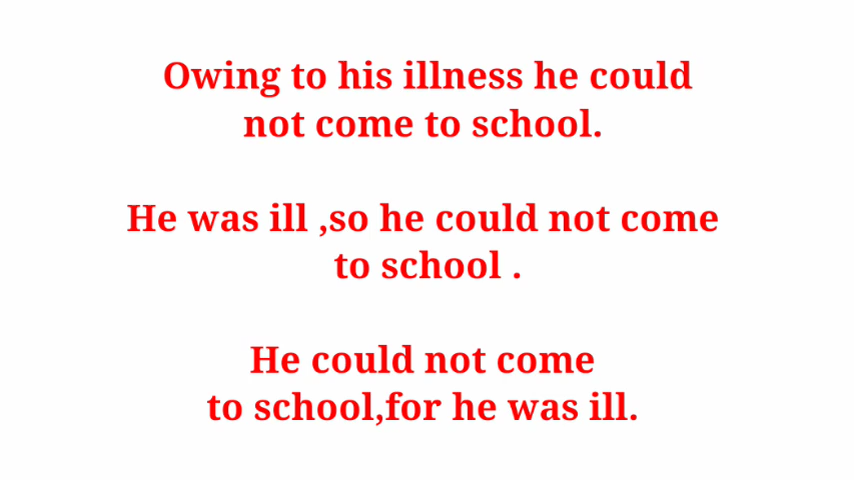 Owing to his illness he could
not come to school.
He was ill ,so he could not come
to school .
He could not come
to school,for he was ill.